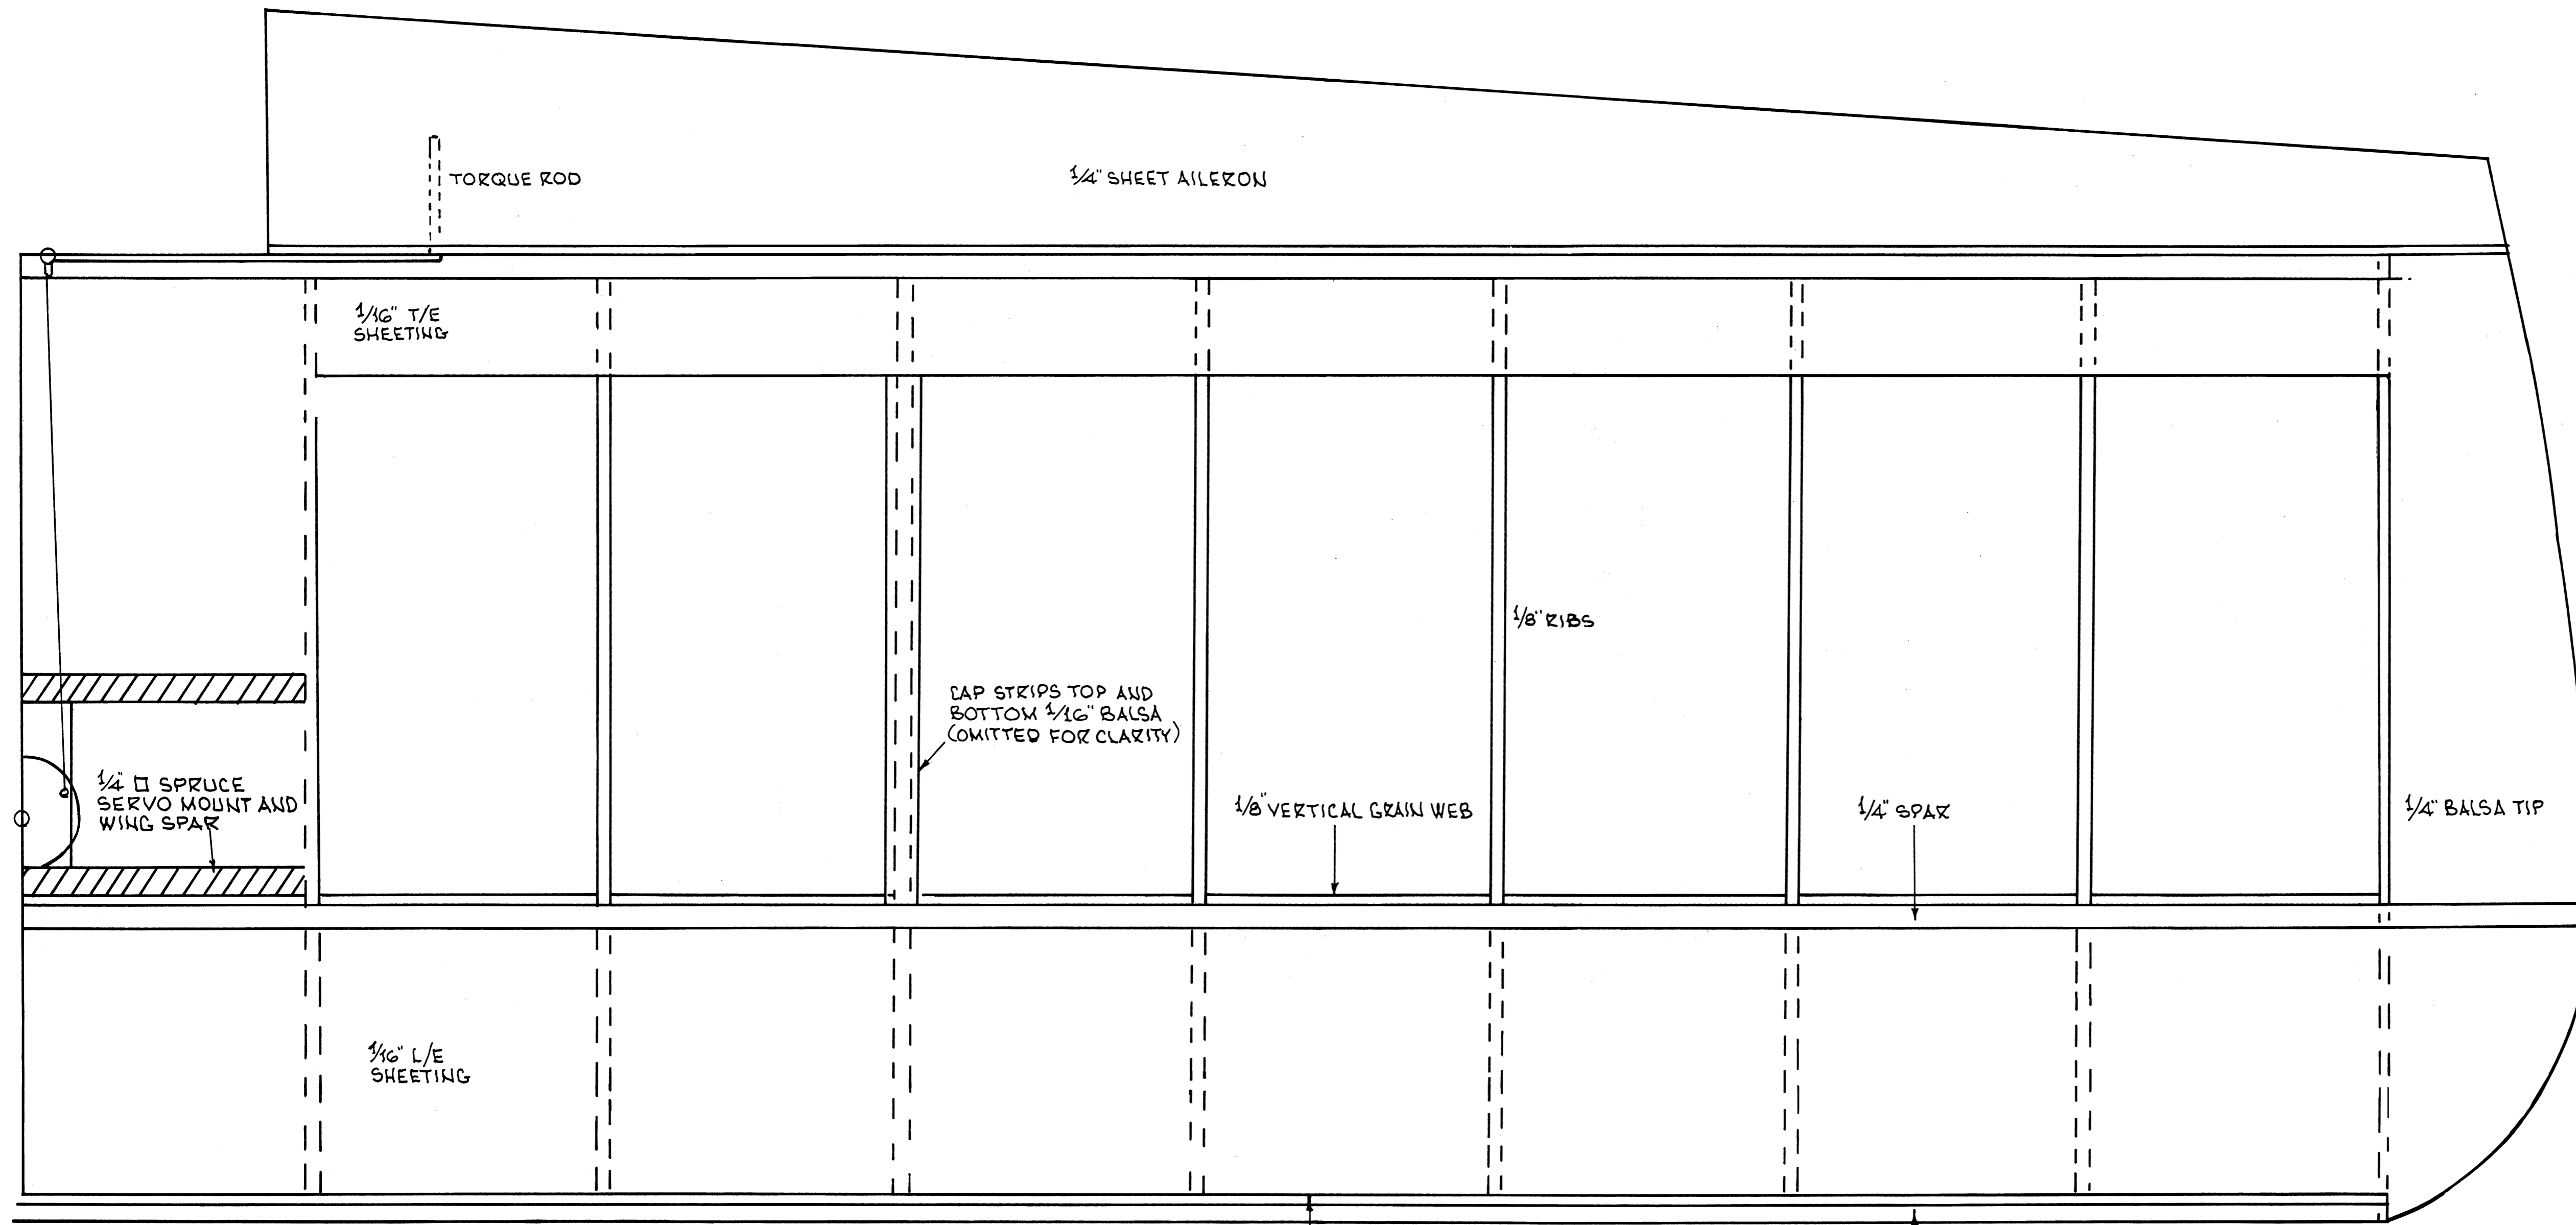 TORQUE ROD
1/4" SHEET AILERON
1/16" T/E
SHEETING
1/8" RIBS
CAP STRIPS TOP AND
BOTTOM 1/16" BALSA
(OMITTED FOR CLARITY)
1/4" □ SPRUCE
SERVO MOUNT AND
WING SPAR
1/8" VERTICAL GRAIN WEB
1/4" SPAR
1/4" BALSA TIP
1/16" L/E
SHEETING